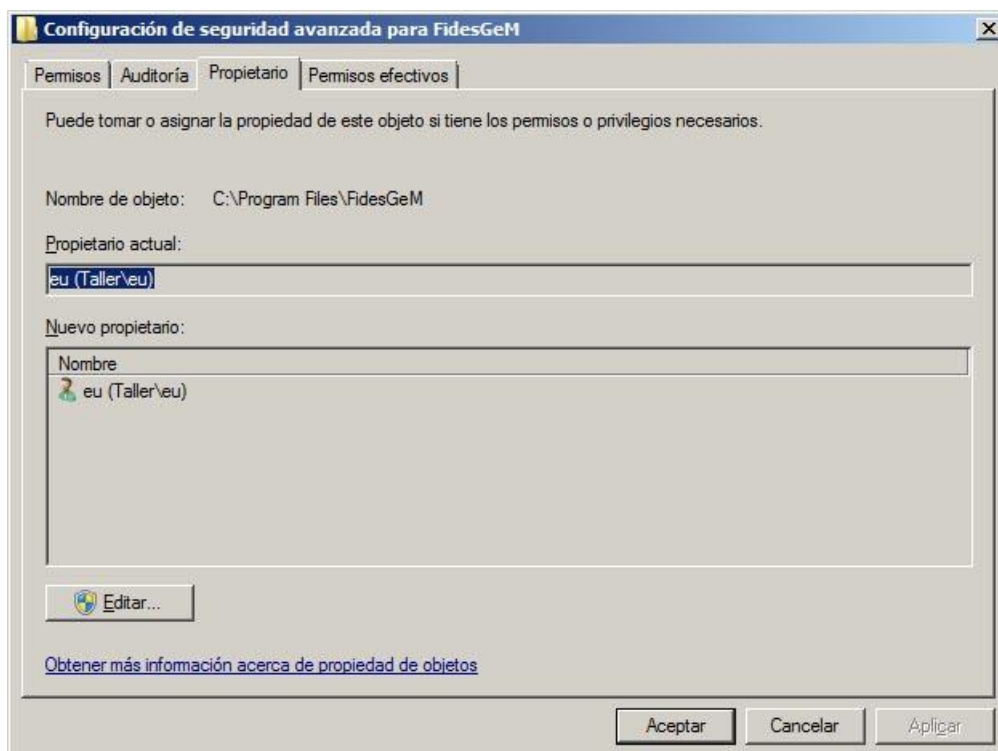 Configuración de seguridad avanzada para FidesGeM
Permisos Auditoría Propietario Permisos efectivos
Puede tomar o asignar la propiedad de este objeto si tiene los permisos o privilegios necesarios.
Nombre de objeto: C:\Program Files\FidesGeM
Propietario actual:
eu (Taller\eu)
Nuevo propietario:
Nombre
eu (Taller\eu)
Editar...
Obtener más información acerca de propiedad de objetos
Aceptar Cancelar Aplicar